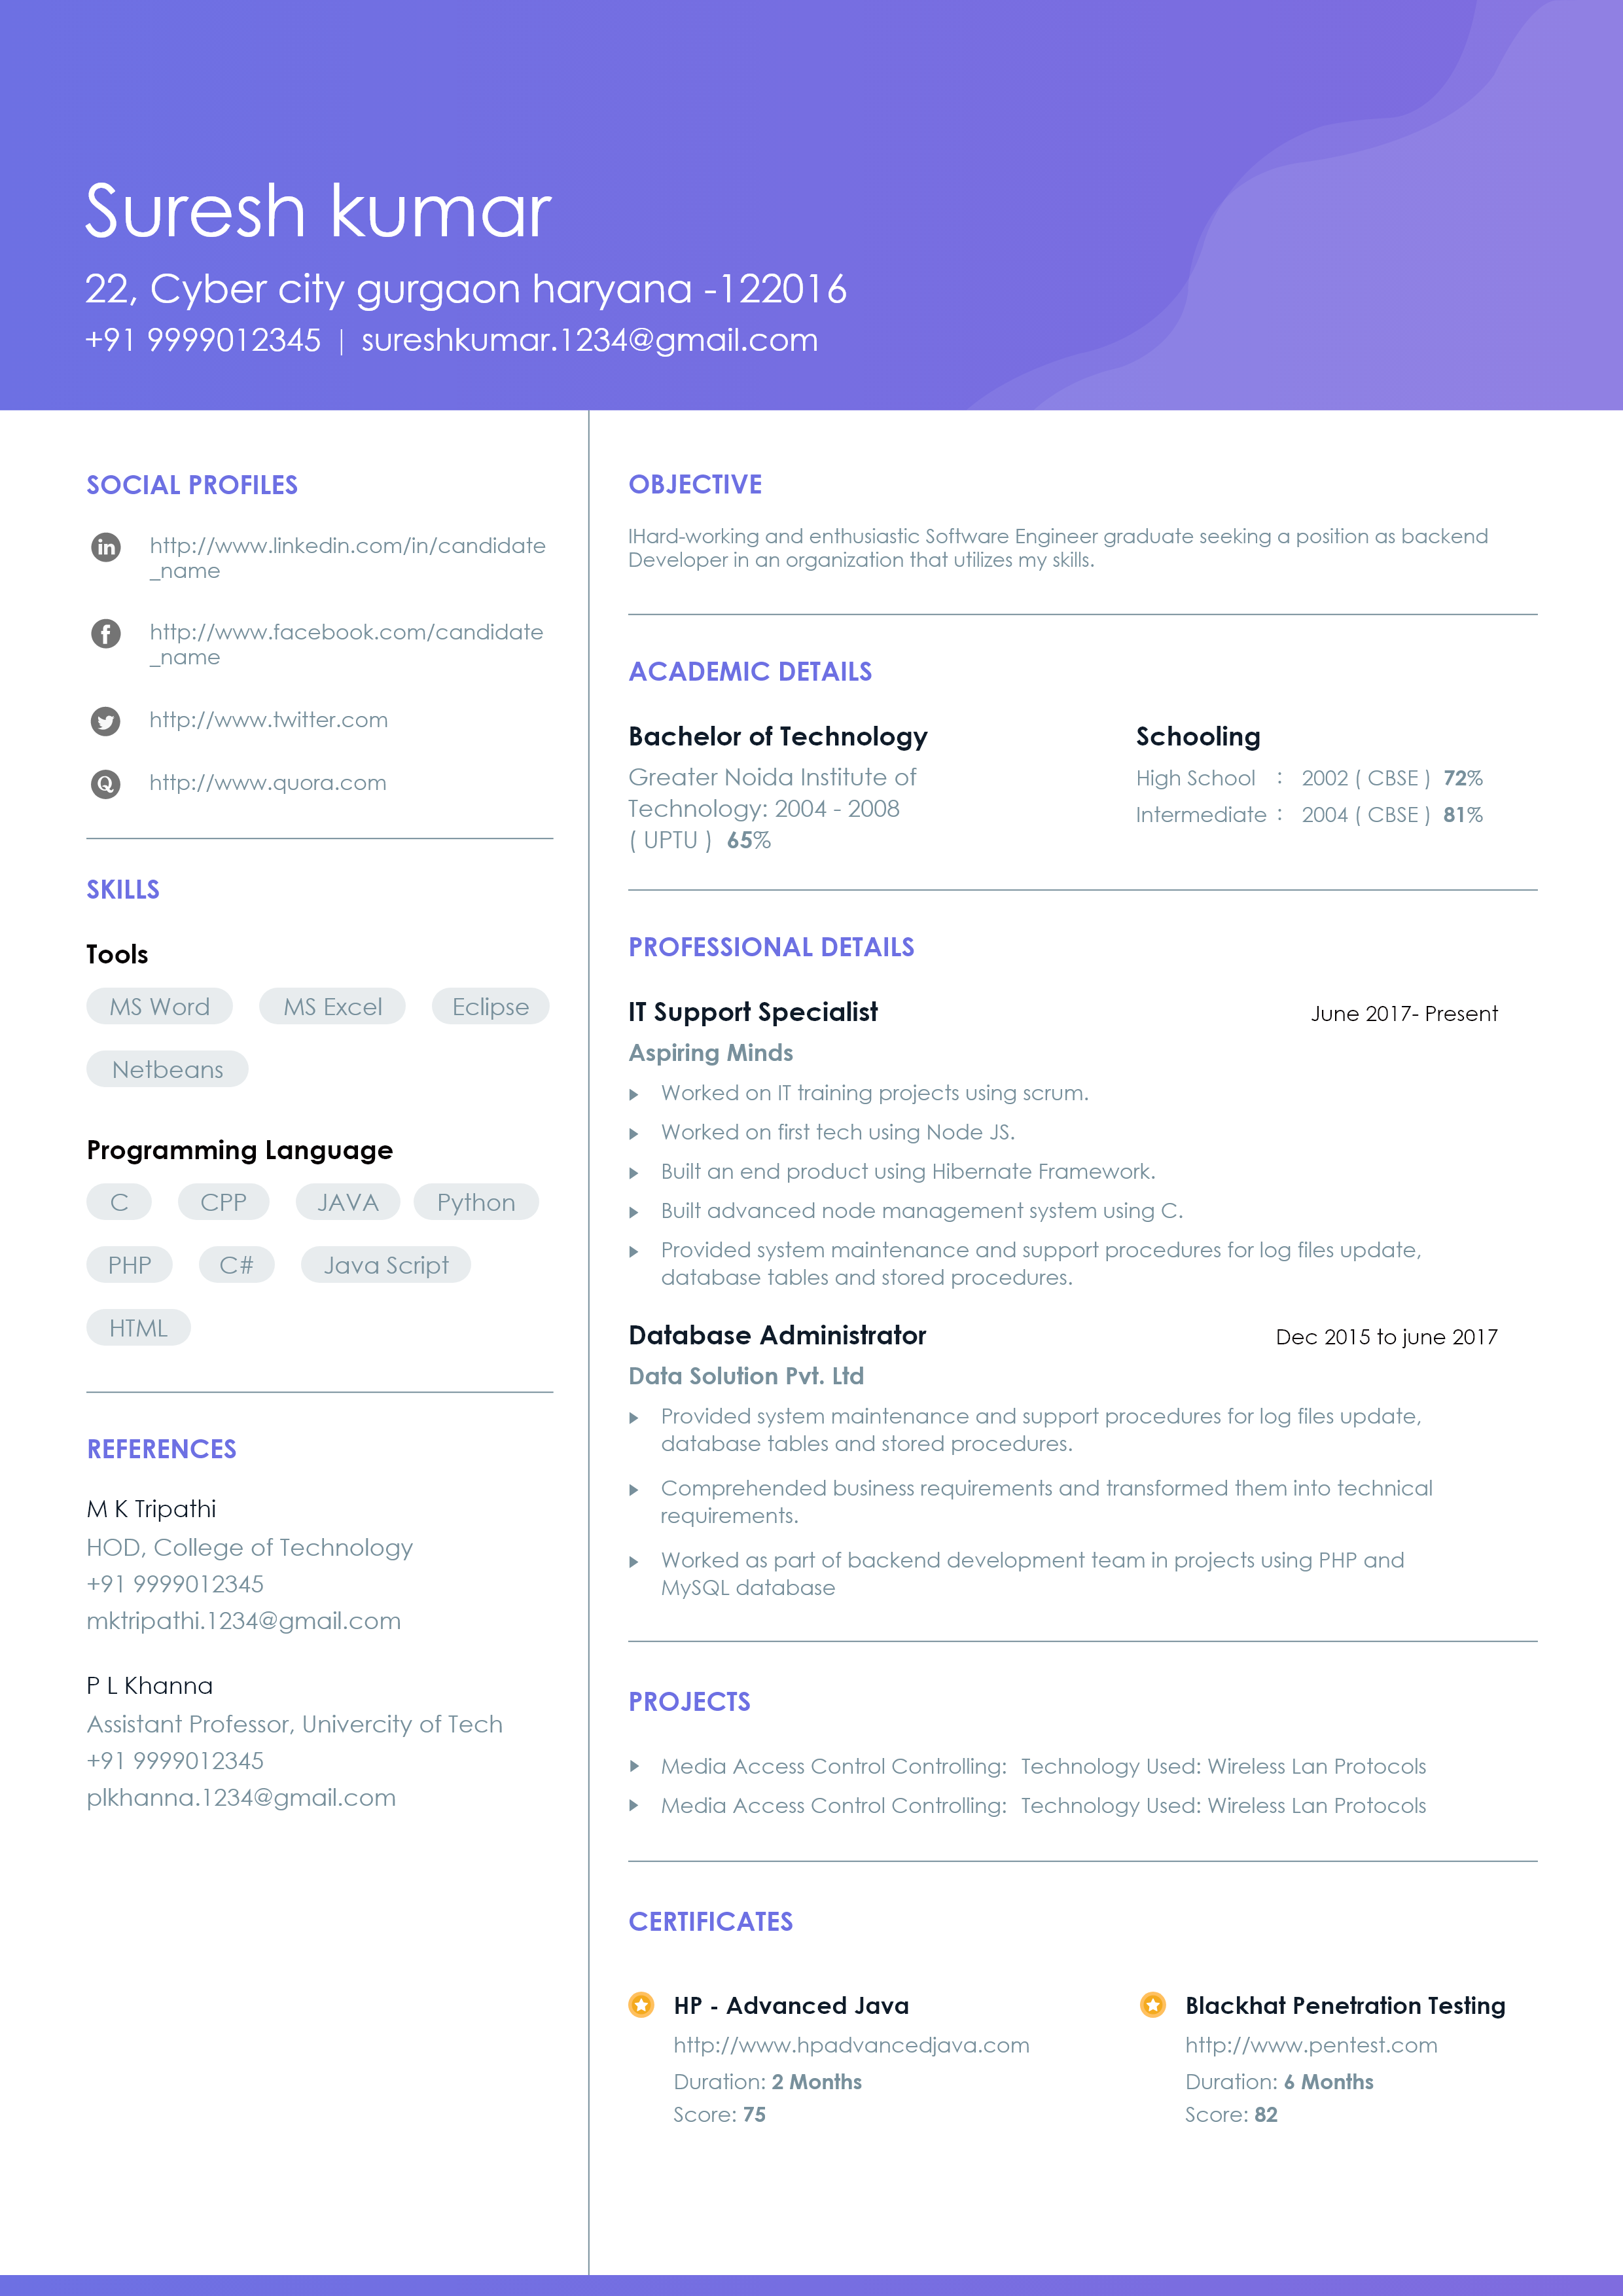 Suresh kumar
22, Cyber city gurgaon haryana -122016
+91 9999012345 | sureshkumar.1234@gmail.com
SOCIAL PROFILES
http://www.linkedin.com/in/candidate
_name
http://www.facebook.com/candidate
_name
http://www.twitter.com
http://www.quora.com
SKILLS
Tools
MS Word MS Excel Eclipse
Netbeans
Programming Language
C CPP JAVA Python
PHP C# Java Script
HTML
REFERENCES
M K Tripathi
HOD, College of Technology
+91 9999012345
mktripathi.1234@gmail.com
P L Khanna
Assistant Professor, Univercity of Tech
+91 9999012345
plkhanna.1234@gmail.com
OBJECTIVE
IHard-working and enthusiastic Software Engineer graduate seeking a position as backend
Developer in an organization that utilizes my skills.
ACADEMIC DETAILS
Bachelor of Technology
Greater Noida Institute of
Technology: 2004 - 2008
( UPTU ) 65%
Schooling
High School : 2002 ( CBSE ) 72%
Intermediate : 2004 ( CBSE ) 81%
PROFESSIONAL DETAILS
IT Support Specialist June 2017- Present
Aspiring Minds
Worked on IT training projects using scrum.
Worked on first tech using Node JS.
Built an end product using Hibernate Framework.
Built advanced node management system using C.
Provided system maintenance and support procedures for log files update,
database tables and stored procedures.
Database Administrator Dec 2015 to june 2017
Data Solution Pvt. Ltd
Provided system maintenance and support procedures for log files update,
database tables and stored procedures.
Comprehended business requirements and transformed them into technical
requirements.
Worked as part of backend development team in projects using PHP and
MySQL database
PROJECTS
Media Access Control Controlling: Technology Used: Wireless Lan Protocols
Media Access Control Controlling: Technology Used: Wireless Lan Protocols
CERTIFICATES
HP - Advanced Java
http://www.hpadvancedjava.com
Duration: 2 Months
Score: 75
Blackhat Penetration Testing
http://www.pentest.com
Duration: 6 Months
Score: 82